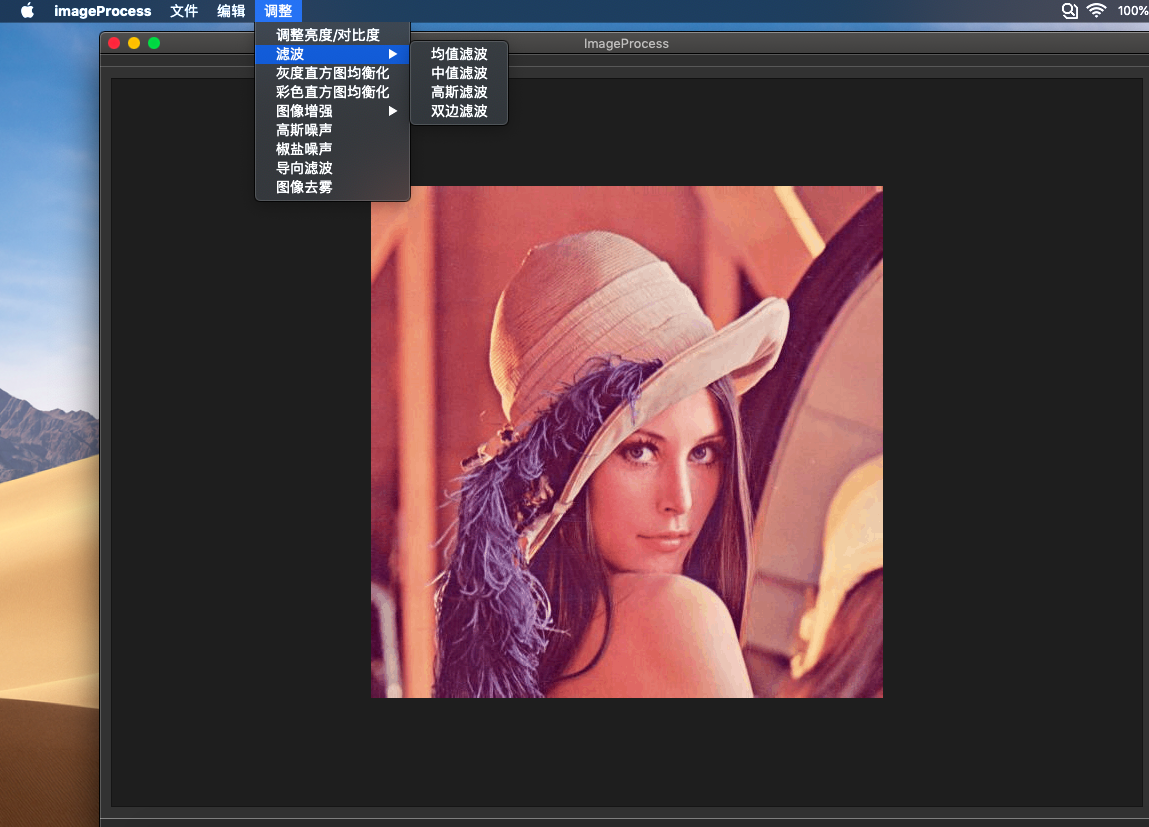 imageProcess 文件 编辑 调整 100%
ImageProcess
调整亮度/对比度
滤波
灰度直方图均衡化
彩色直方图均衡化
图像增强
高斯噪声
椒盐噪声
导向滤波
图像去雾
均值滤波
中值滤波
高斯滤波
双边滤波